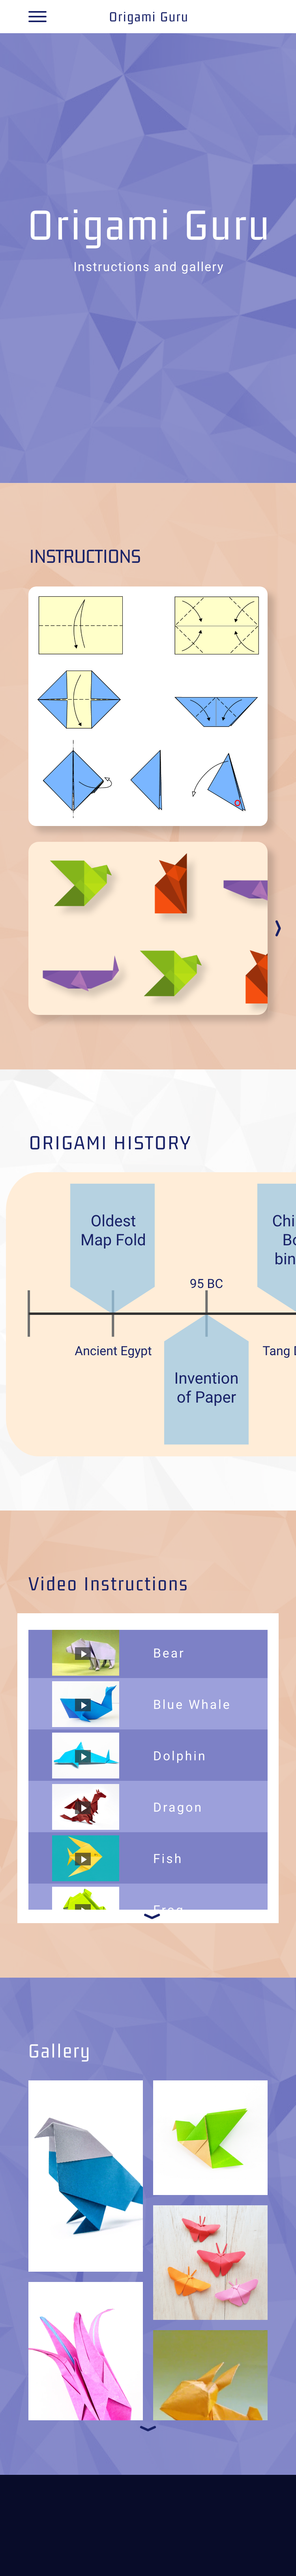 Origami Guru
Origami Guru
Instructions and gallery
INSTRUCTIONS
ORIGAMI HISTORY
Oldest
Map Fold
Chi
Bo
bin
95 BC
Ancient Egypt
Tang
Invention
of Paper
Video Instructions
Bear
Blue Whale
Dolphin
Dragon
Fish
Frog
Gallery